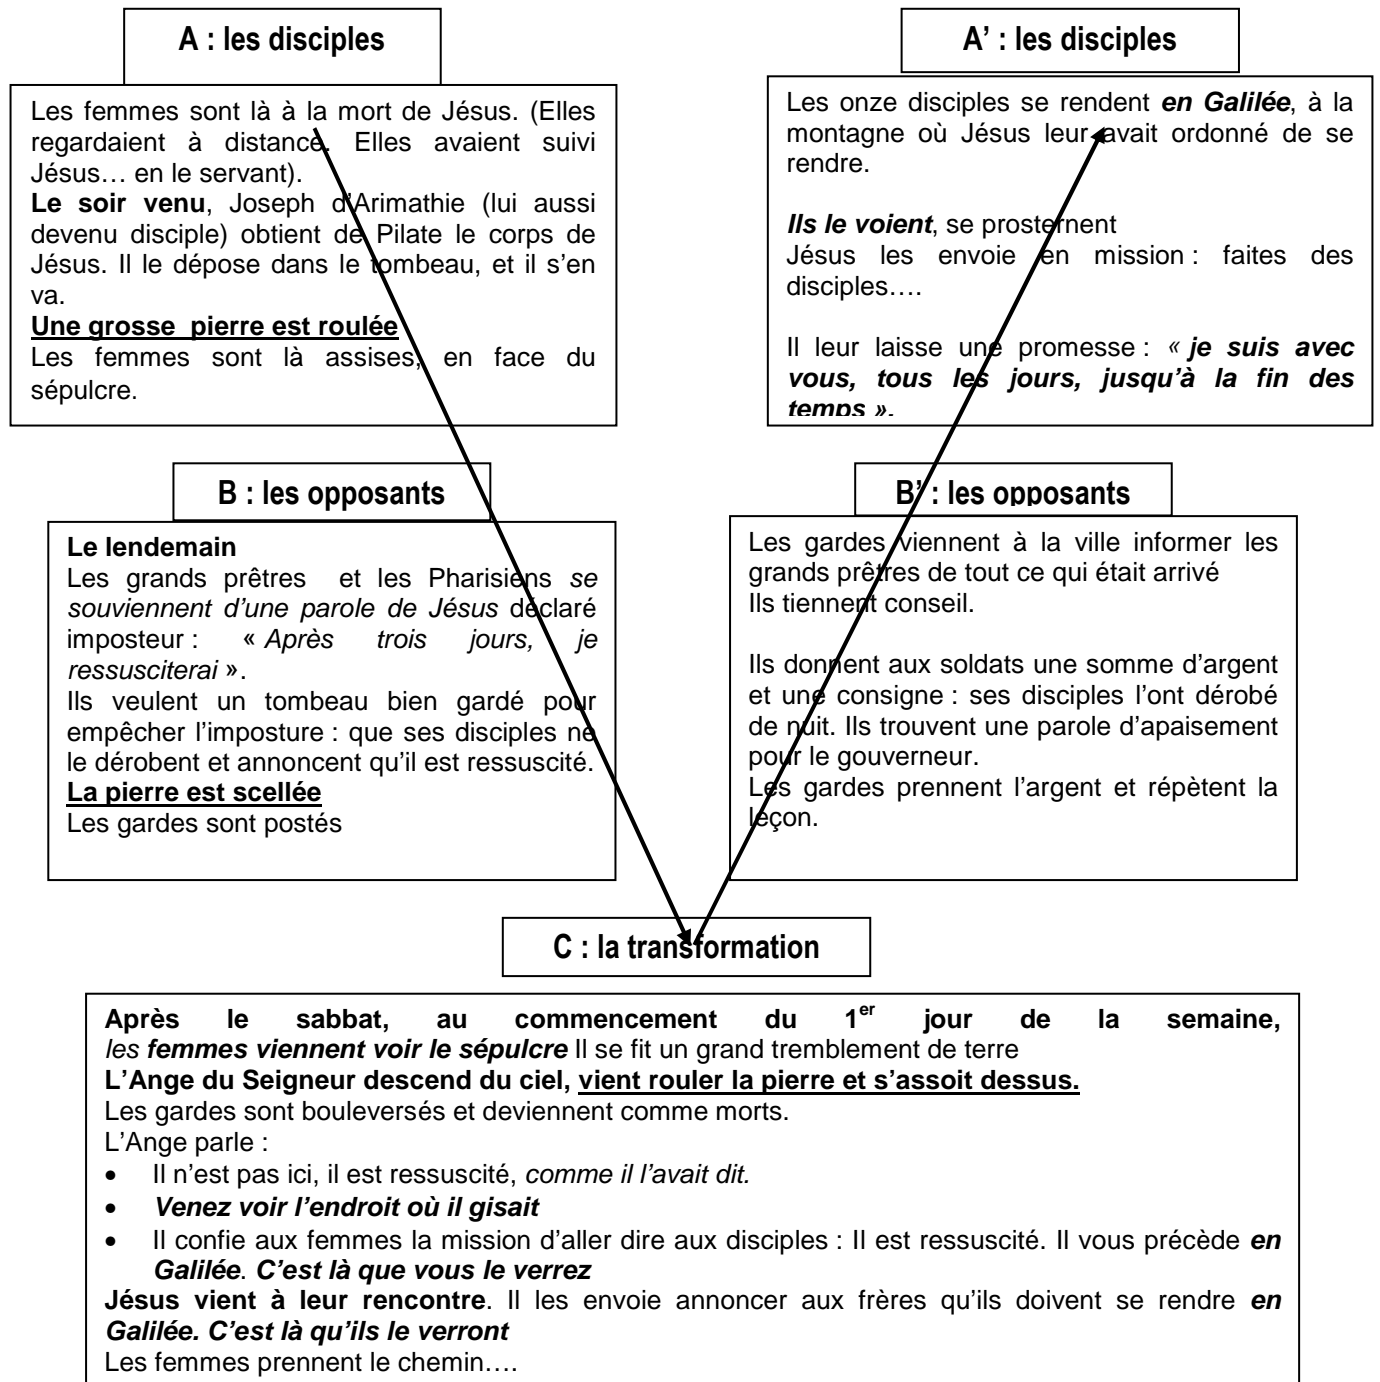 A : les disciples
Les femmes sont là à la mort de Jésus. (Elles
regardaient à distance. Elles avaient suivi
Jésus… en le servant).
Le soir venu, Joseph d'Arimathie (lui aussi
devenu disciple) obtient de Pilate le corps de
Jésus. Il le dépose dans le tombeau, et il s'en
va.
Une grosse pierre est roulée
Les femmes sont là assises, en face du
sépulcre.
A' : les disciples
Les onze disciples se rendent en Galilée, à la
montagne où Jésus leur avait ordonné de se
rendre.
Ils le voient, se prosternent
Jésus les envoie en mission : faites des
disciples….
Il leur laisse une promesse : « je suis avec
vous, tous les jours, jusqu'à la fin des
temps ».
B : les opposants
Le lendemain
Les grands prêtres et les Pharisiens se
souviennent d'une parole de Jésus déclaré
imposteur : « Après trois jours, je
ressusciterai ».
Ils veulent un tombeau bien gardé pour
empêcher l'imposture : que ses disciples ne
le dérobent et annoncent qu'il est ressuscité.
La pierre est scellée
Les gardes sont postés
B' : les opposants
Les gardes viennent à la ville informer les
grands prêtres de tout ce qui était arrivé
Ils tiennent conseil.
Ils donnent aux soldats une somme d'argent
et une consigne : ses disciples l'ont dérobé
de nuit. Ils trouvent une parole d'apaisement
pour le gouverneur.
Les gardes prennent l'argent et répètent la
leçon.
C : la transformation
Après le sabbat, au commencement du 1er jour de la semaine,
les femmes viennent voir le sépulcre Il se fit un grand tremblement de terre
L'Ange du Seigneur descend du ciel, vient rouler la pierre et s'assoit dessus.
Les gardes sont bouleversés et deviennent comme morts.
L'Ange parle :
• Il n'est pas ici, il est ressuscité, comme il l'avait dit.
• Venez voir l'endroit où il gisait
• Il confie aux femmes la mission d'aller dire aux disciples : Il est ressuscité. Il vous précède en
Galilée. C'est là que vous le verrez
Jésus vient à leur rencontre. Il les envoie annoncer aux frères qu'ils doivent se rendre en
Galilée. C'est là qu'ils le verront
Les femmes prennent le chemin….